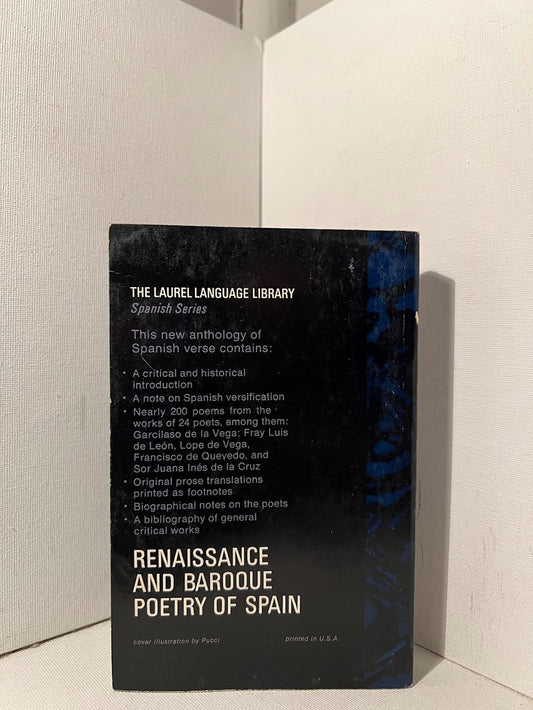 THE LAUREL LANGUAGE LIBRARY
Spanish Series
This new anthology of
Spanish verse contains:
• A critical and historical
introduction
• A note on Spanish versification
• Nearly 200 poems from the
works of 24 poets, among them:
Garcilaso de la Vega; Fray Luis
de León, Lope de Vega,
Francisco de Quevedo, and
Sor Juana Inés de la Cruz
• Original prose translations
printed as footnotes
• Biographical notes on the poets
• A bibliography of general
critical works
RENAISSANCE
AND BAROQUE
POETRY OF SPAIN
cover illustration by Pucci printed in U.S.A.